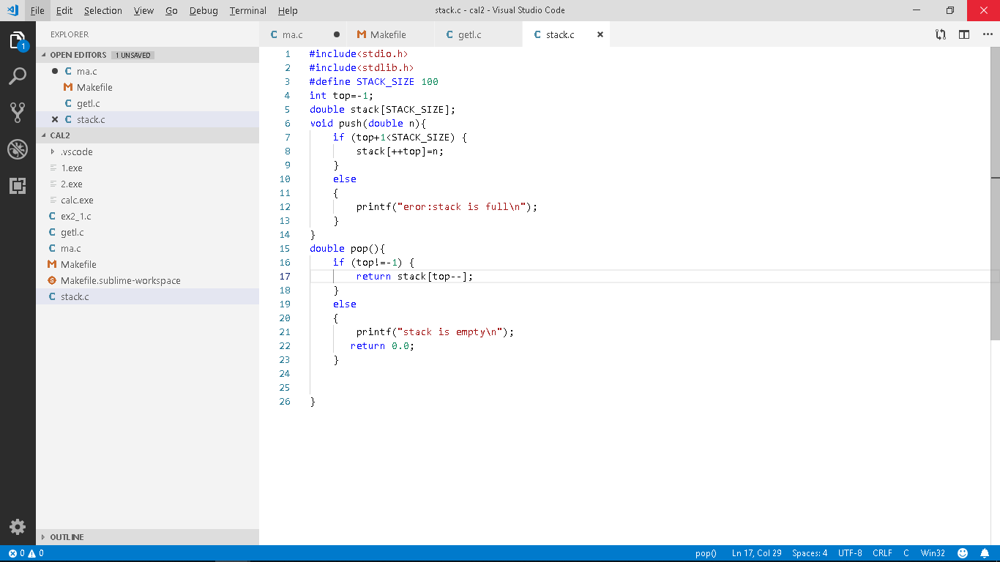 File Edit Selection View Go Debug Terminal Help
stack.c - cal2 - Visual Studio Code
1
EXPLORER
OPEN EDITORS 1 UNSAVED
ma.c
Makefile
getl.c
stack.c
CAL2
.vscode
1.exe
2.exe
calc.exe
ex2_1.c
getl.c
ma.c
Makefile
Makefile.sublime-workspace
stack.c
OUTLINE
ma.c Makefile getl.c stack.c
1 #include<stdio.h>
2 #include<stdlib.h>
3 #define STACK_SIZE 100
4 int top=-1;
5 double stack[STACK_SIZE];
6 void push(double n){
7 if (top+1<STACK_SIZE) {
8 stack[++top]=n;
9 }
10 else
11 {
12 printf("eror:stack is full\n");
13 }
14 }
15 double pop(){
16 if (top!=-1) {
17 return stack[top--];
18 }
19 else
20 {
21 printf("stack is empty\n");
22 return 0.0;
23 }
24
25
26 }
0 0 pop() Ln 17, Col 29 Spaces: 4 UTF-8 CRLF C Win32